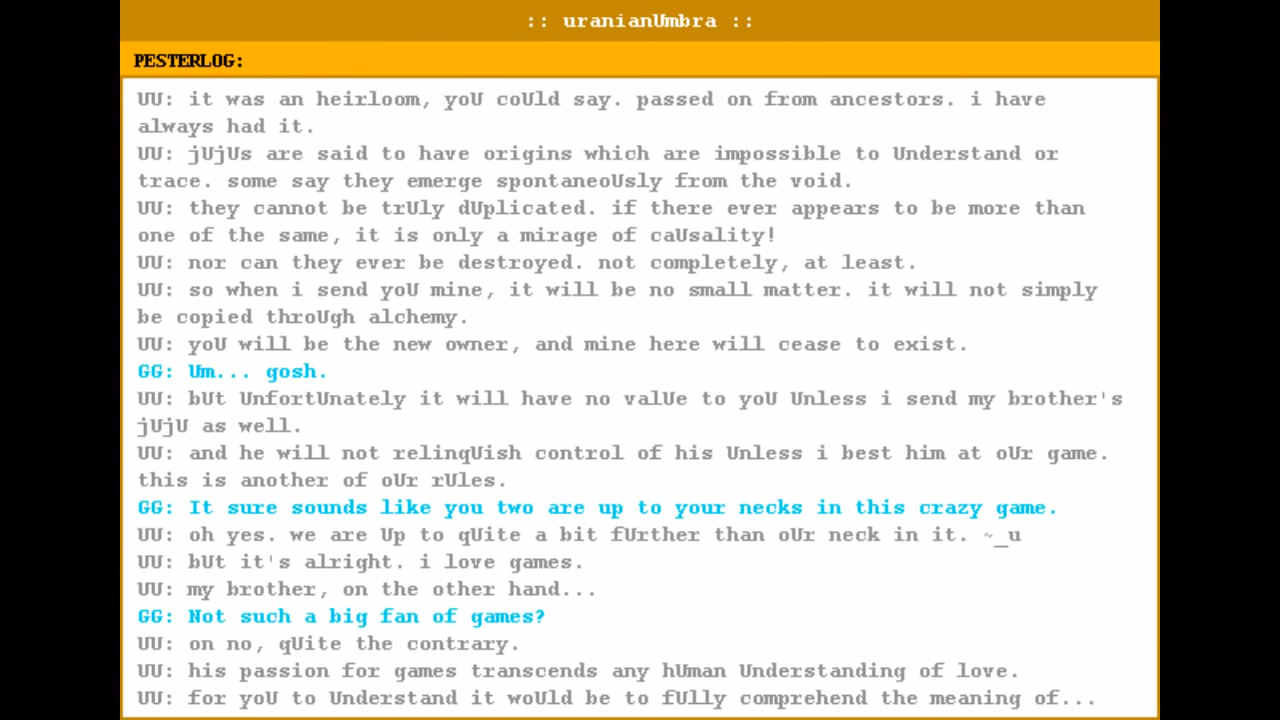 :: uranianUmbra ::
PESTERLOG:
UU: it was an heirloom, yoU coUld say. passed on from ancestors. i have
always had it.
UU: jUjUs are said to have origins which are impossible to Understand or
trace. some say they emerge spontaneoUsly from the void.
UU: they cannot be trUly dUplicated. if there ever appears to be more than
one of the same, it is only a mirage of caUsality!
UU: nor can they ever be destroyed. not completely, at least.
UU: so when i send yoU mine, it will be no small matter. it will not simply
be copied throUgh alchemy.
UU: yoU will be the new owner, and mine here will cease to exist.
GG: Um... gosh.
UU: bUt UnfortUnately it will have no valUe to yoU Unless i send my brother's
jUjU as well.
UU: and he will not relinqUish control of his Unless i best him at oUr game.
this is another of oUr rUles.
GG: It sure sounds like you two are up to your necks in this crazy game.
UU: oh yes. we are Up to qUite a bit fUrther than oUr neck in it. ~_u
UU: bUt it's alright. i love games.
UU: my brother, on the other hand...
GG: Not such a big fan of games?
UU: on no, qUite the contrary.
UU: his passion for games transcends any hUman Understanding of love.
UU: for yoU to Understand it woUld be to fUlly comprehend the meaning of...